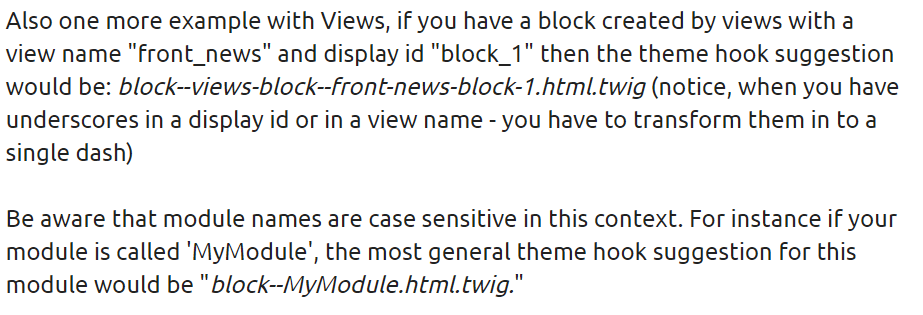 Also one more example with Views, if you have a block created by views with a
view name "front_news" and display id "block_1" then the theme hook suggestion
would be: block--views-block--front-news-block-1.html.twig (notice, when you have
underscores in a display id or in a view name - you have to transform them in to a
single dash)
Be aware that module names are case sensitive in this context. For instance if your
module is called 'MyModule', the most general theme hook suggestion for this
module would be "block--MyModule.html.twig."